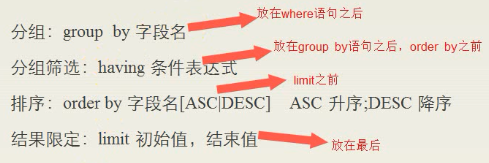 放在where语句之后
分组：group by 字段名
放在group by语句之后，order by之前
分组筛选：having 条件表达式
limit之前
排序：order by 字段名[ASC|DESC] ASC 升序;DESC 降序
结果限定：limit 初始值，结束值
放在最后